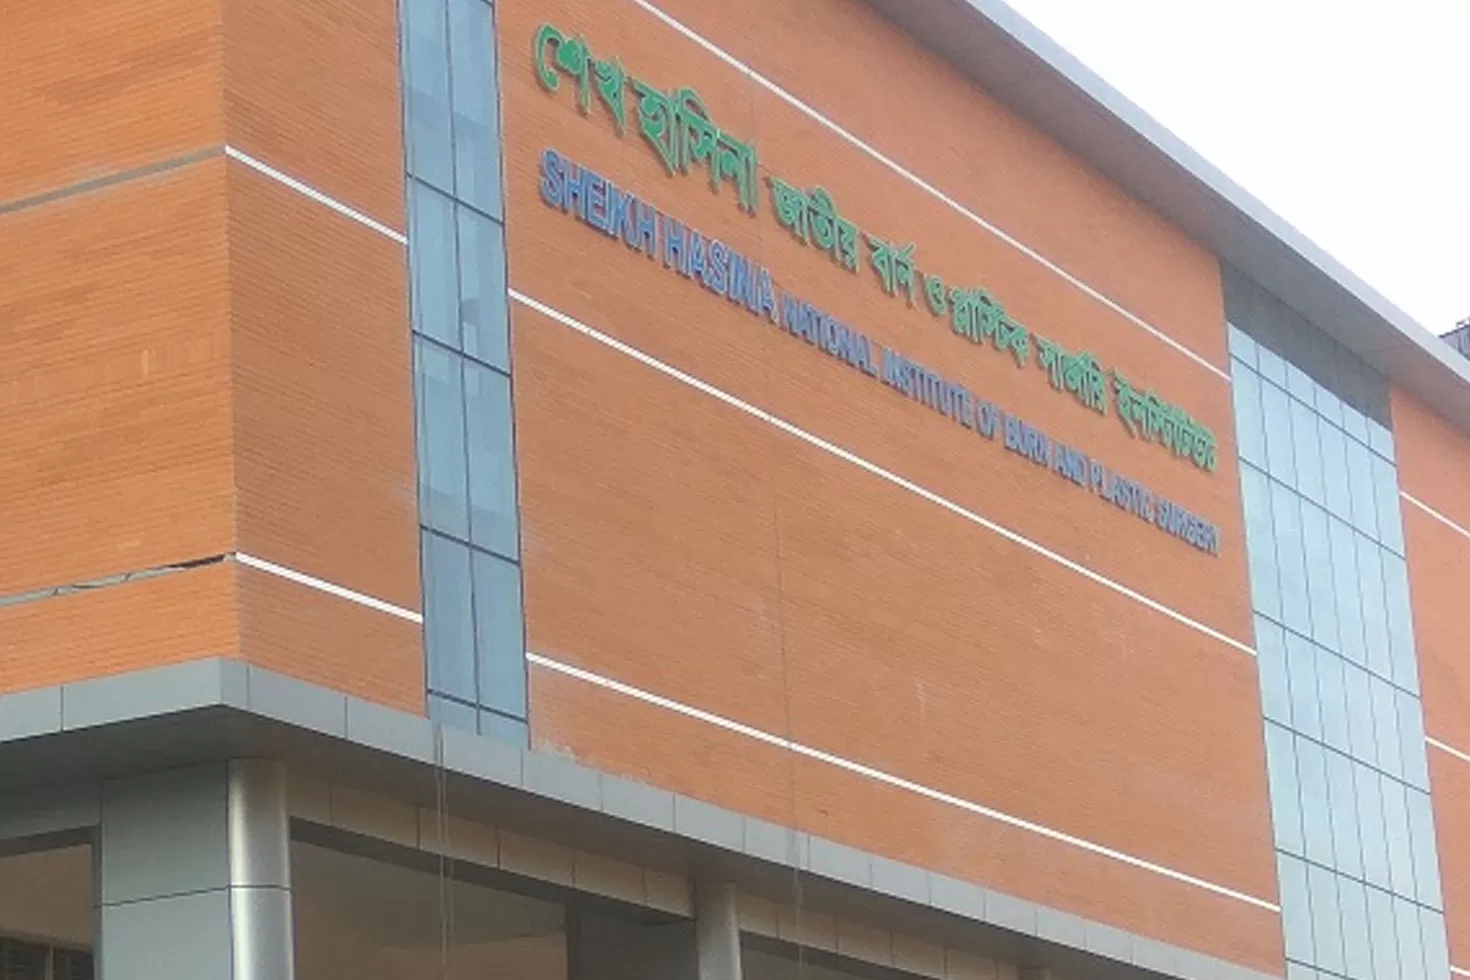 শেখ হাসিনা জাতীয় বার্ন ও প্লাস্টিক সার্জারি ইনস্টিটিউট
SHEIKH HASINA NATIONAL INSTITUTE OF BURN AND PLASTIC SURGERY